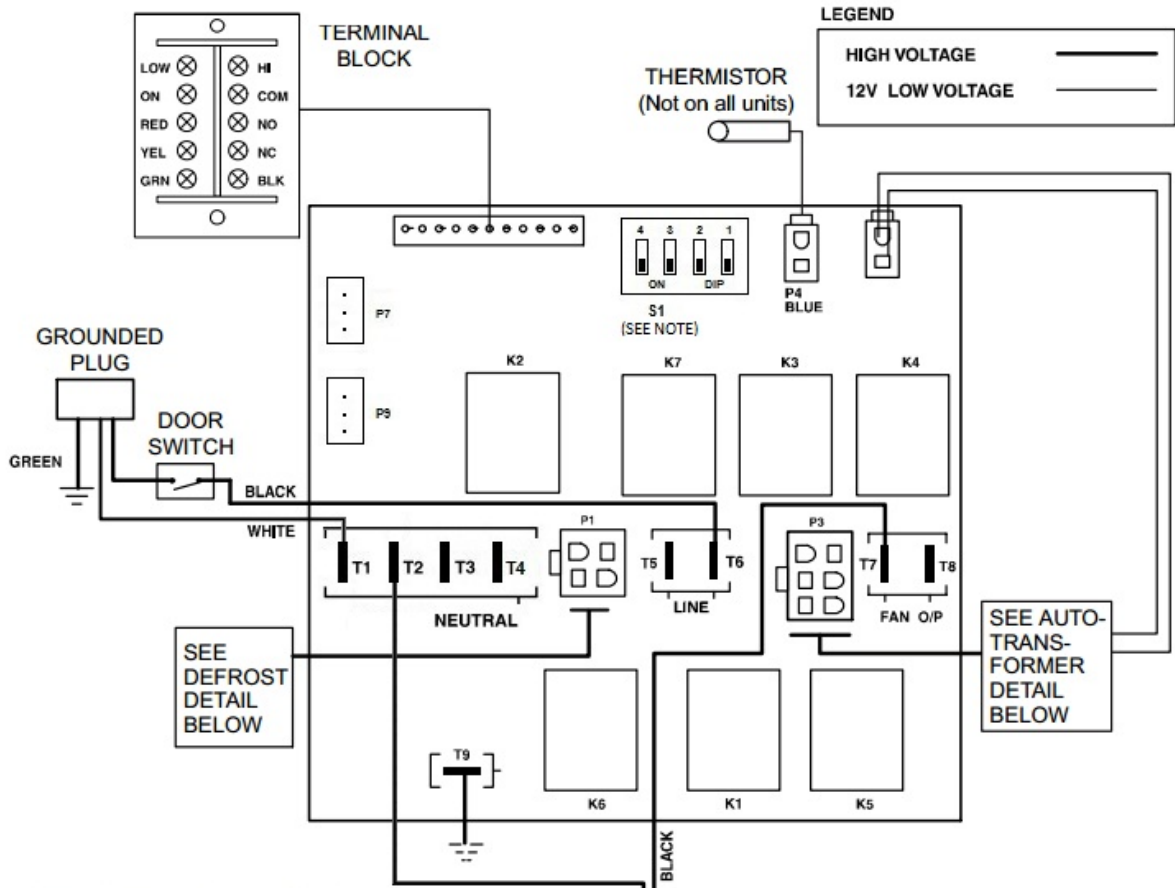 LEGEND
HIGH VOLTAGE
12V LOW VOLTAGE
TERMINAL
BLOCK
LOW HI
ON COM
RED NO
YEL NC
GRN BLK
THERMISTOR
(Not on all units)
4 3 2 1
ON DIP
S1
(SEE NOTE)
P4
BLUE
P7
P9
GROUNDED
PLUG
DOOR
SWITCH
GREEN
BLACK
WHITE
K2
K7
K3
K4
T1
T2
T3
T4
NEUTRAL
P1
T5
T6
LINE
P3
T7
T8
FAN O/P
SEE
DEFROST
DETAIL
BELOW
SEE AUTO-
TRANS-
FORMER
DETAIL
BELOW
T9
K6
K1
K5
BLACK